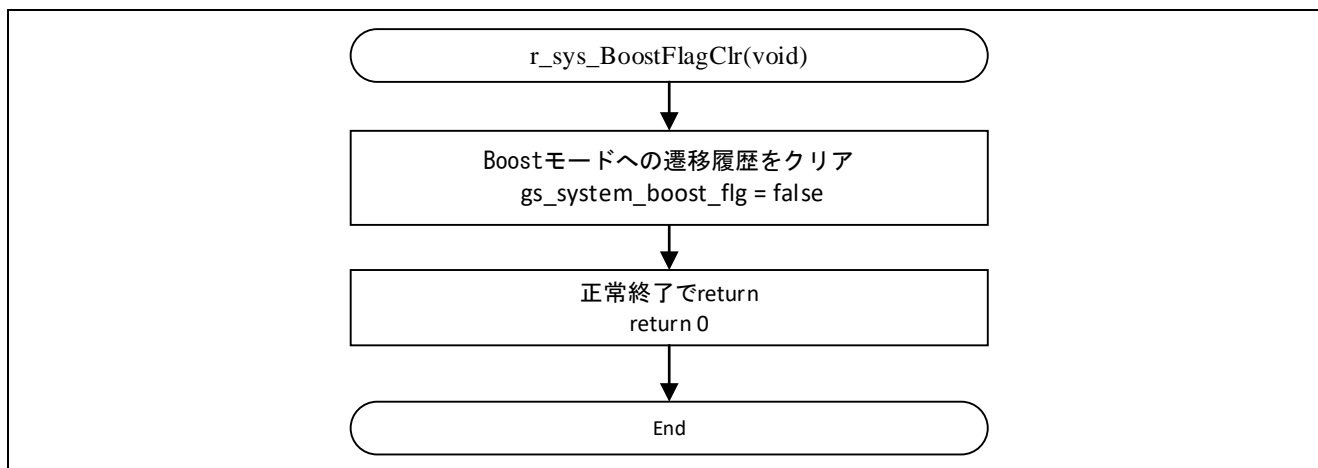 r_sys_BoostFlagClr(void)
Boostモードへの遷移履歴をクリア
gs_system_boost_flg = false
正常終了でreturn
return 0
End